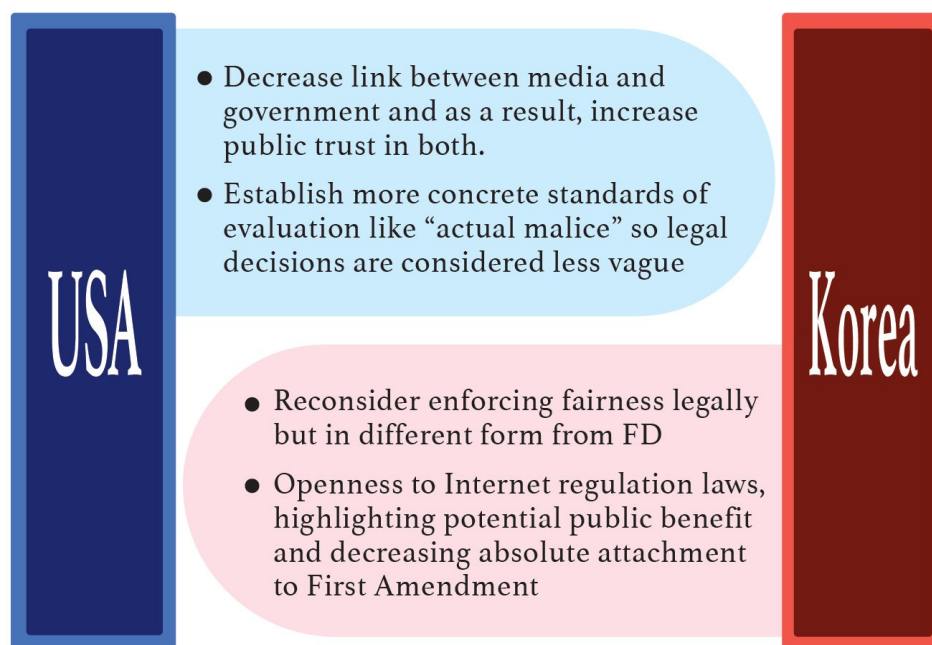 USA
● Decrease link between media and
government and as a result, increase
public trust in both.
● Establish more concrete standards of
evaluation like “actual malice” so legal
decisions are considered less vague
Korea
● Reconsider enforcing fairness legally
but in different form from FD
● Openness to Internet regulation laws,
highlighting potential public benefit
and decreasing absolute attachment
to First Amendment